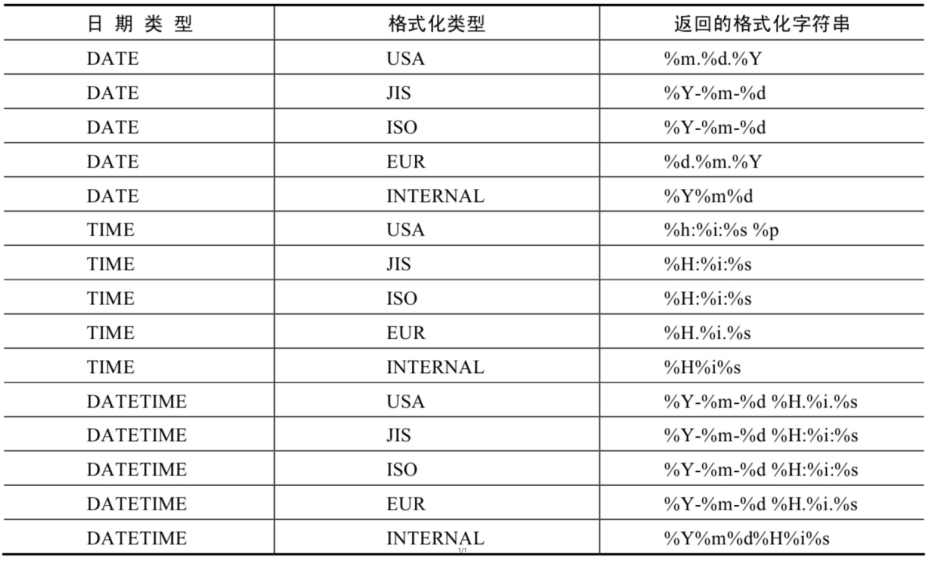 日 期 类 型 格式化类型 返回的格式化字符串
DATE USA %m.%d.%Y
DATE JIS %Y-%m-%d
DATE ISO %Y-%m-%d
DATE EUR %d.%m.%Y
DATE INTERNAL %Y%m%d
TIME USA %h:%i:%s %p
TIME JIS %H:%i:%s
TIME ISO %H:%i:%s
TIME EUR %H.%i.%s
TIME INTERNAL %H%i%s
DATETIME USA %Y-%m-%d %H.%i.%s
DATETIME JIS %Y-%m-%d %H:%i:%s
DATETIME ISO %Y-%m-%d %H:%i:%s
DATETIME EUR %Y-%m-%d %H.%i.%s
DATETIME INTERNAL %Y%m%d%H%i%s
1/1